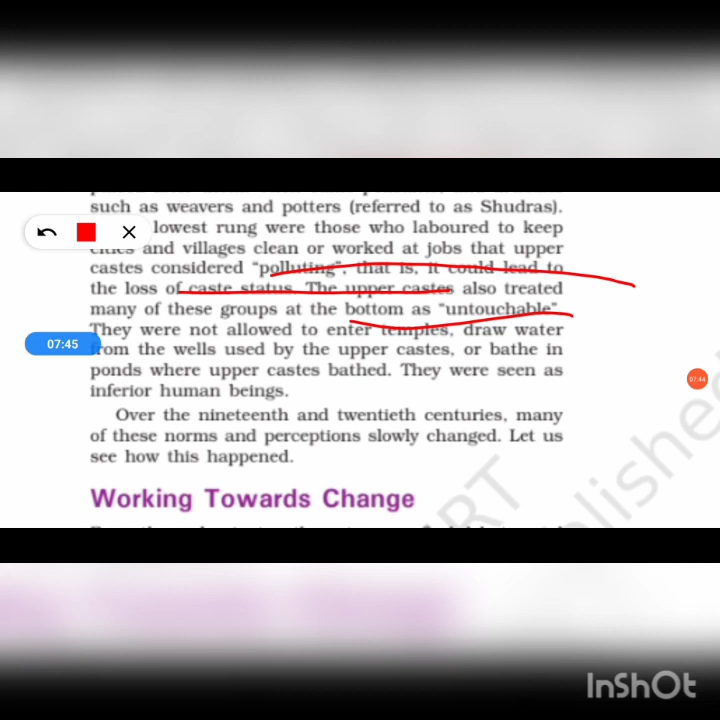 such as weavers and potters (referred to as Shudras).
lowest rung were those who laboured to keep
cities and villages clean or worked at jobs that upper
castes considered "polluting", that is, it could lead to
the loss of caste status. The upper castes also treated
many of these groups at the bottom as "untouchable".
They were not allowed to enter temples, draw water
from the wells used by the upper castes, or bathe in
ponds where upper castes bathed. They were seen as
inferior human beings.
07:45
07:44
Over the nineteenth and twentieth centuries, many
of these norms and perceptions slowly changed. Let us
see how this happened.
Working Towards Change
InShOt